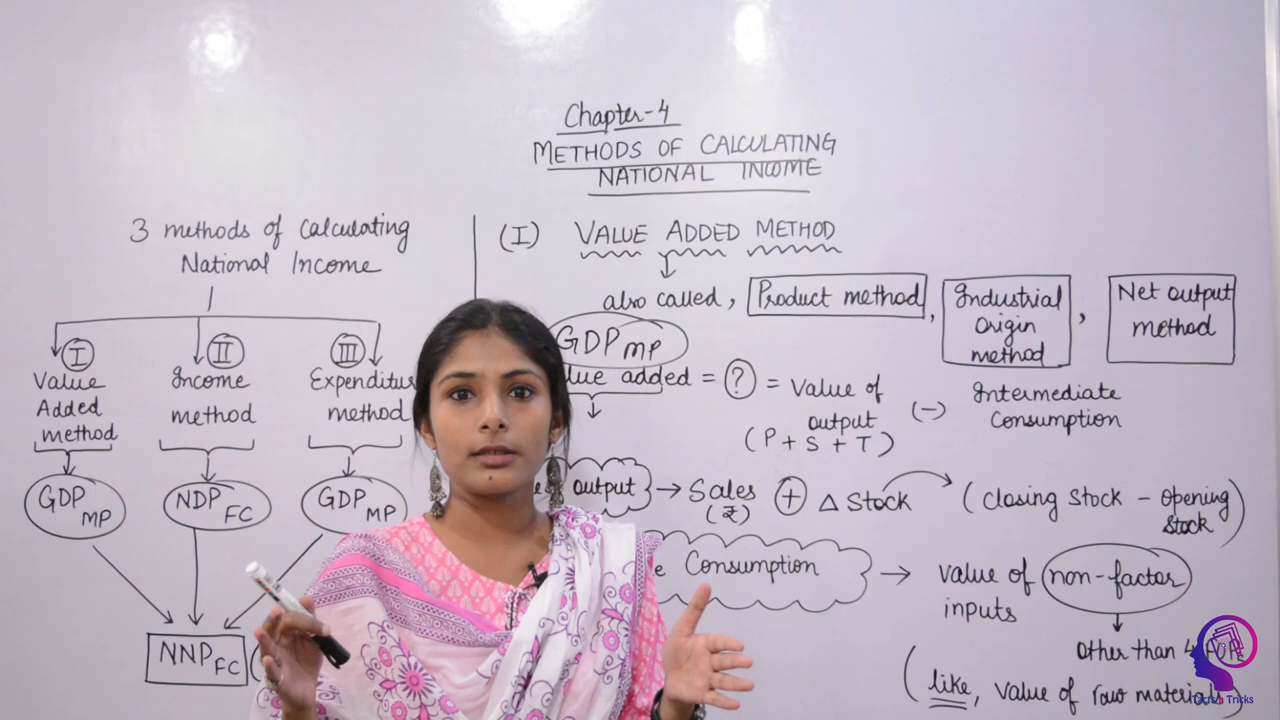 Chapter-4
METHODS OF CALCULATING
NATIONAL INCOME
3 methods of Calculating
National Income
I
Value
Added
method
II
Income
method
III
Expenditu
method
GDP MP
NDP FC
GDP MP
NNP FC (
(I) VALUE ADDED METHOD
also called, Product method, Industrial Origin method, Net output method
GDP MP
lue added = ? = Value of output (-) Intermediate Consumption
(P + S + T)
output → Sales (₹) + Δ Stock (Closing Stock - Opening Stock)
Consumption → value of non-factor inputs
Other than 4
(like, value of raw materials
Tricks